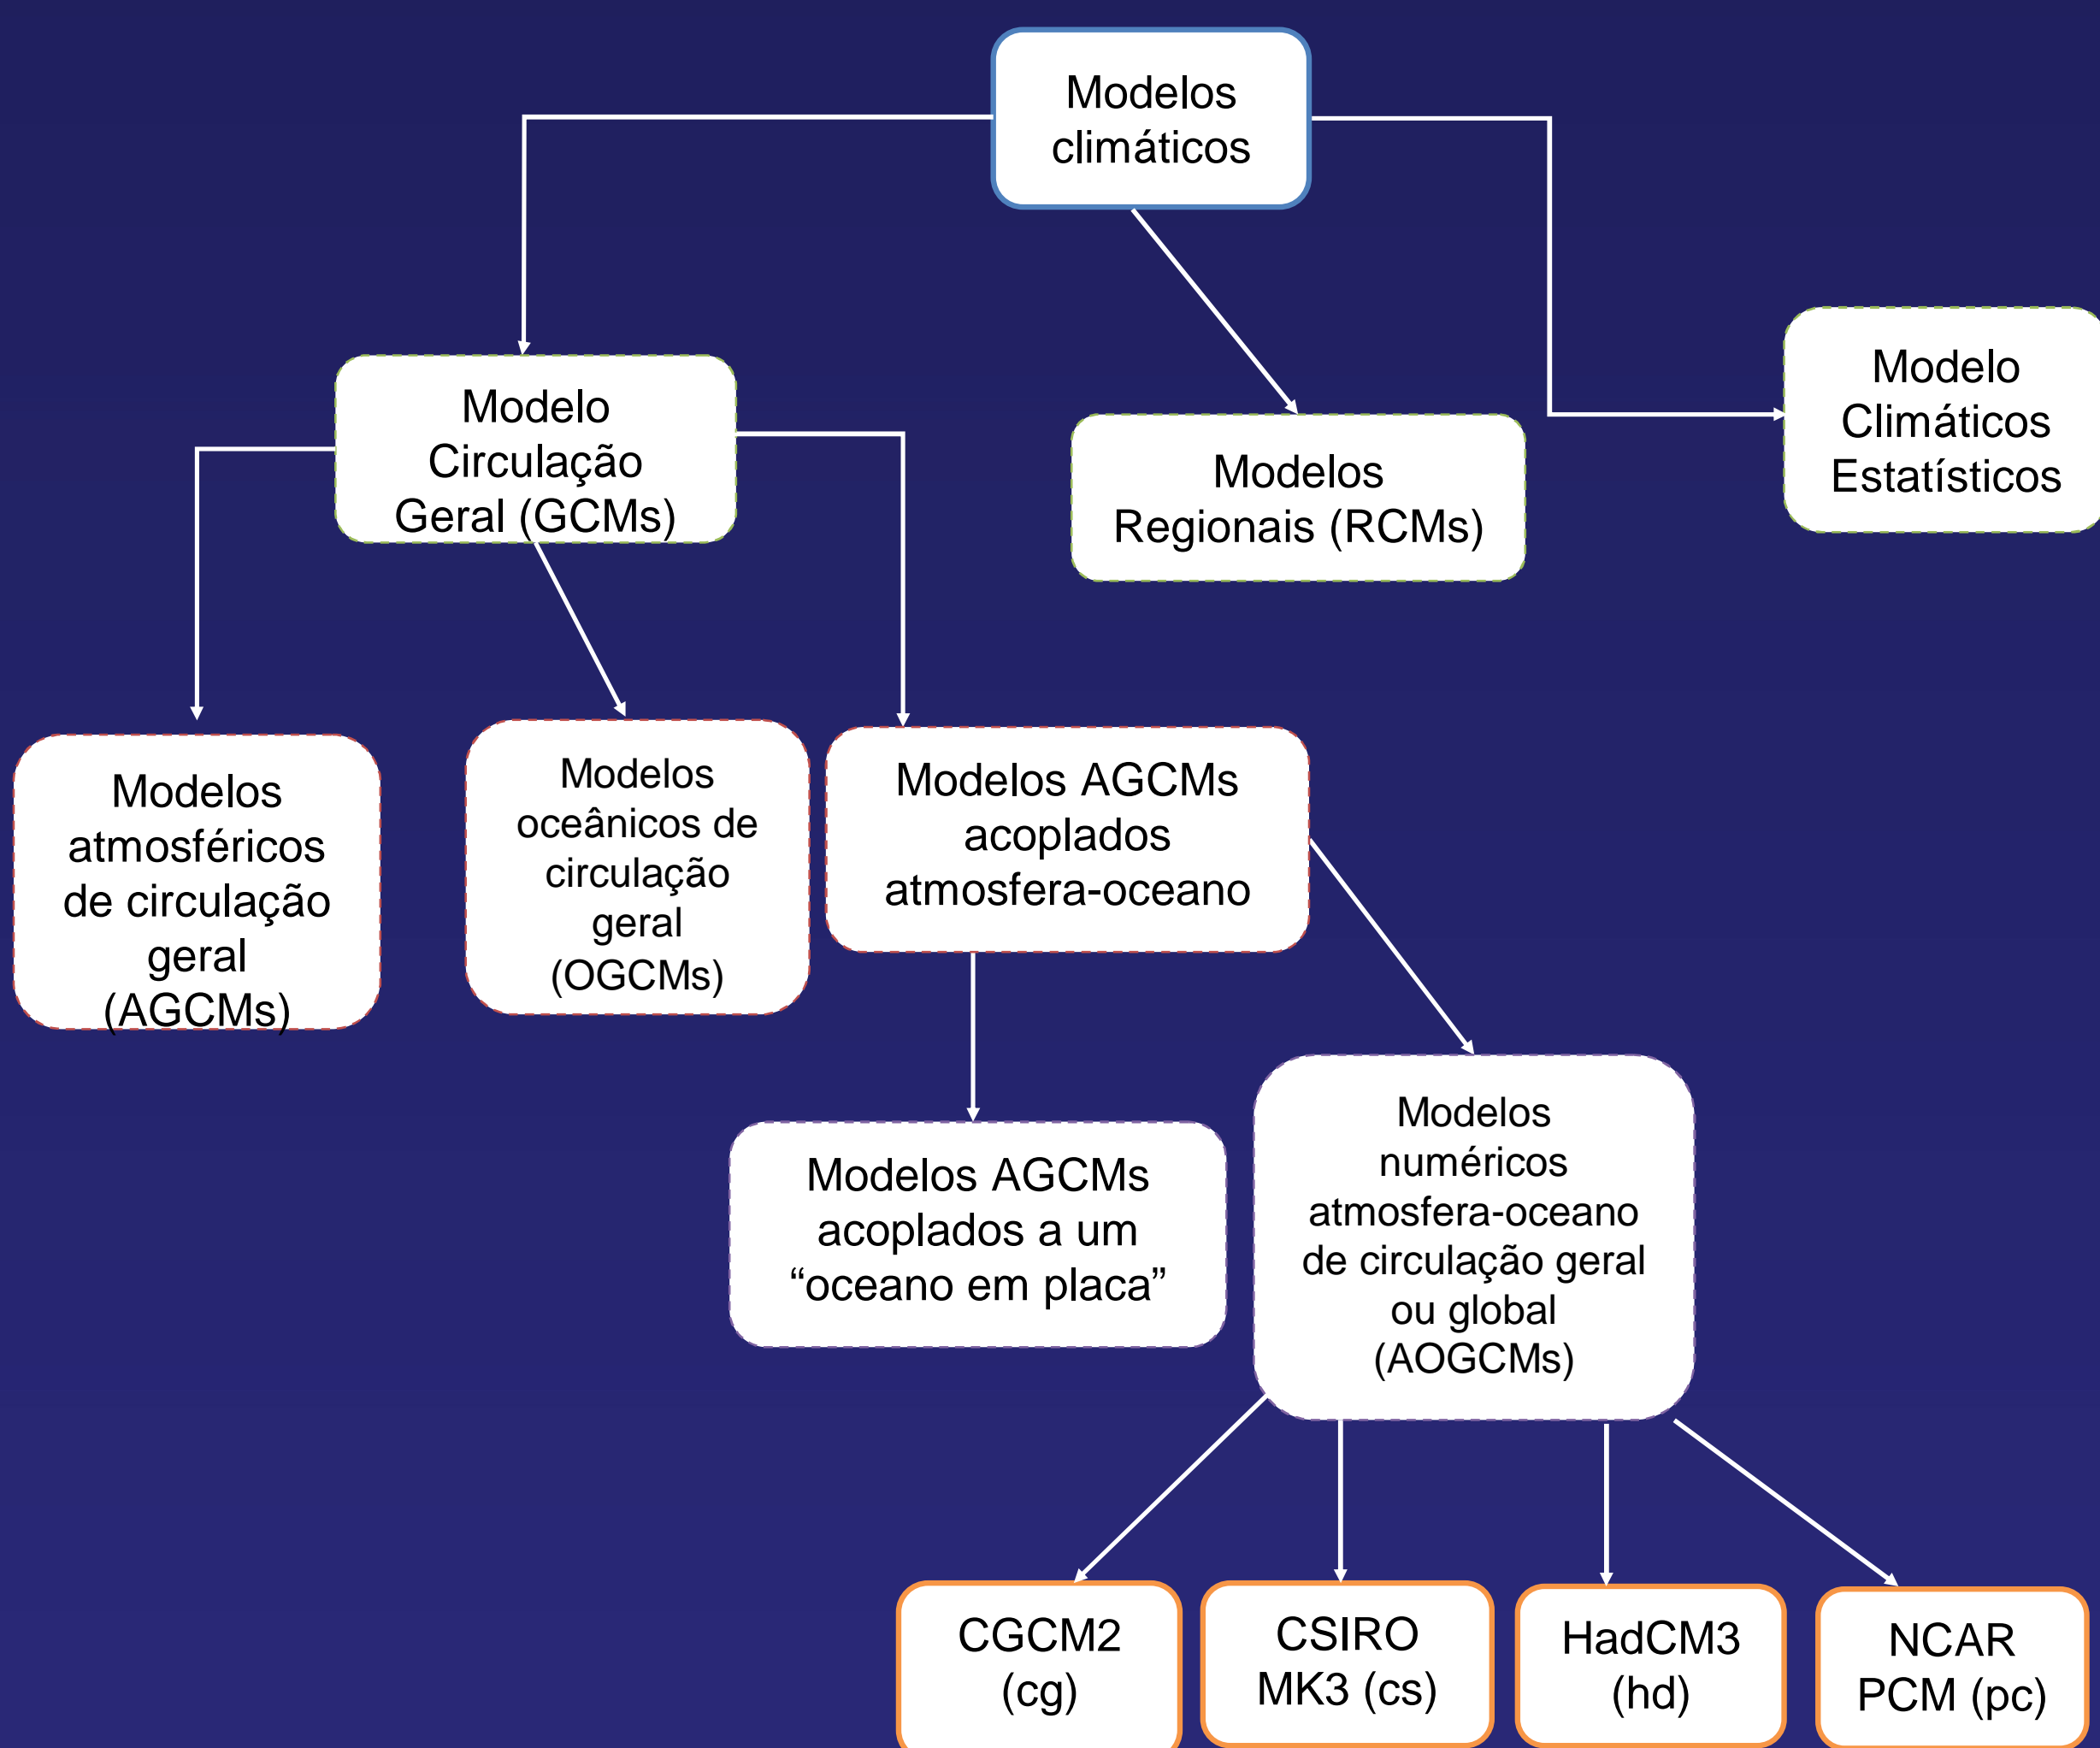 Modelos
climáticos
Modelo
Circulação
Geral (GCMs)
Modelos
Regionais (RCMs)
Modelo
Climáticos
Estatísticos
Modelos
atmosféricos
de circulação
geral
(AGCMs)
Modelos
oceânicos de
circulação
geral
(OGCMs)
Modelos AGCMs
acoplados
atmosfera-oceano
Modelos AGCMs
acoplados a um
“oceano em placa”
Modelos
numéricos
atmosfera-oceano
de circulação geral
ou global
(AOGCMs)
CGCM2
(cg)
CSIRO
MK3 (cs)
HadCM3
(hd)
NCAR
PCM (pc)